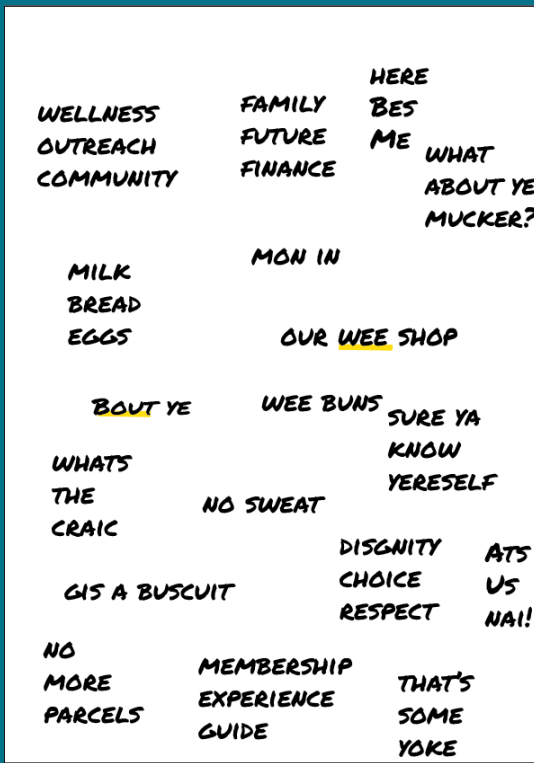 WELLNESS
OUTREACH
COMMUNITY
FAMILY
FUTURE
FINANCE
HERE
BES
ME
WHAT
ABOUT YE
MUCKER?
MON IN
MILK
BREAD
EGGS
OUR WEE SHOP
BOUT YE
WEE BUNS
SURE YA
KNOW
YERESELF
WHATS
THE
CRAIC
NO SWEAT
DISGNITY
CHOICE
RESPECT
ATS
US
NAI!
GIS A BUSCUIT
NO
MORE
PARCELS
MEMBERSHIP
EXPERIENCE
GUIDE
THAT'S
SOME
YOKE